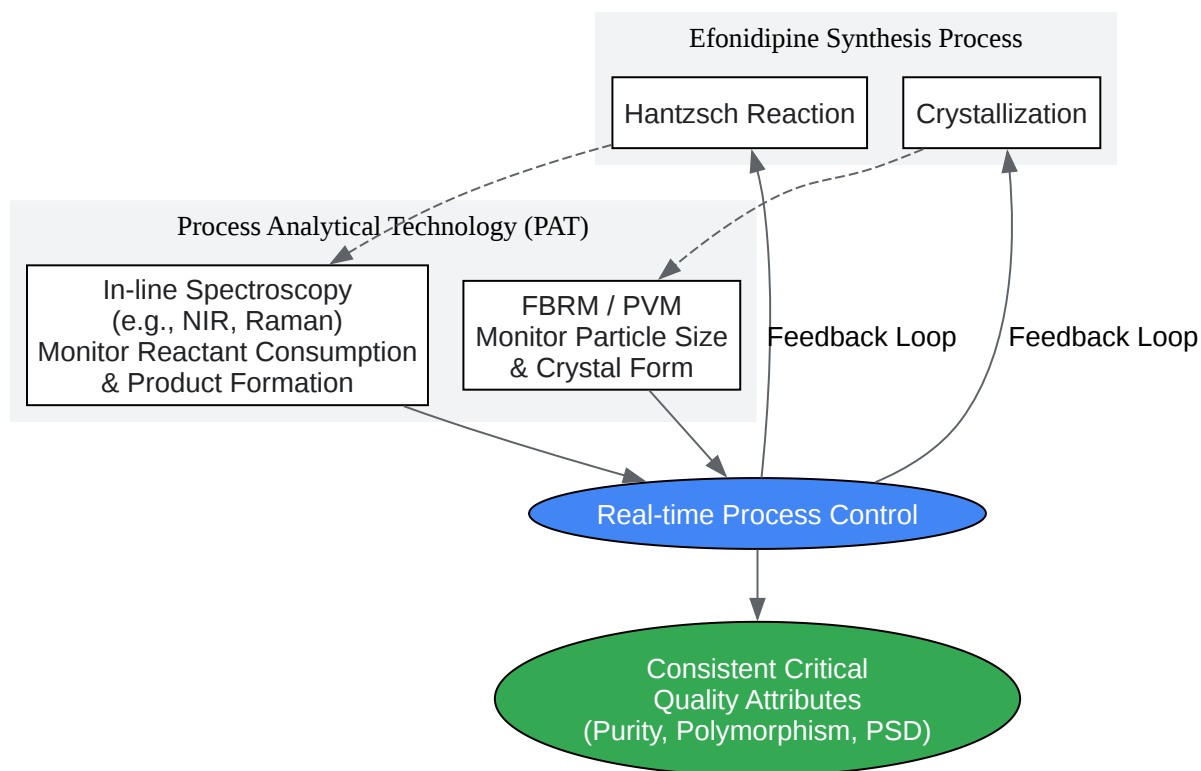 Efonidipine Synthesis Process
Hantzsch Reaction
Crystallization
Process Analytical Technology (PAT)
In-line Spectroscopy
(e.g., NIR, Raman)
Monitor Reactant Consumption
& Product Formation
FBRM / PVM
Monitor Particle Size
& Crystal Form
Feedback Loop
Feedback Loop
Real-time Process Control
Consistent Critical
Quality Attributes
(Purity, Polymorphism, PSD)